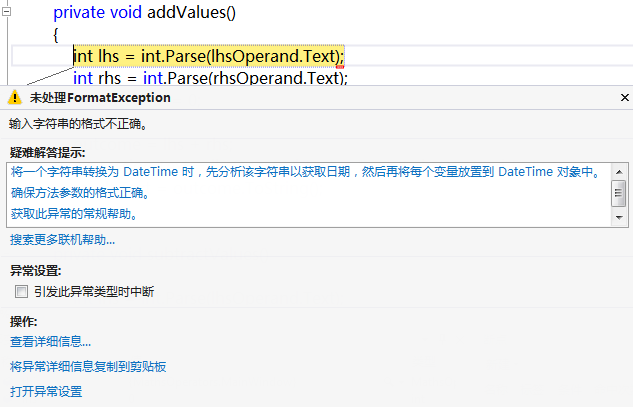 private void addValues()
{
int lhs = int.Parse(lhsOperand.Text);
int rhs = int.Parse(rhsOperand.Text);
未处理FormatException
输入字符串的格式不正确。
疑难解答提示:
将一个字符串转换为 DateTime 时，先分析该字符串以获取日期，然后再将每个变量放置到 DateTime 对象中。
确保方法参数的格式正确。
获取此异常的常规帮助。
搜索更多联机帮助...
异常设置:
引发此异常类型时中断
操作:
查看详细信息...
将异常详细信息复制到剪贴板
打开异常设置